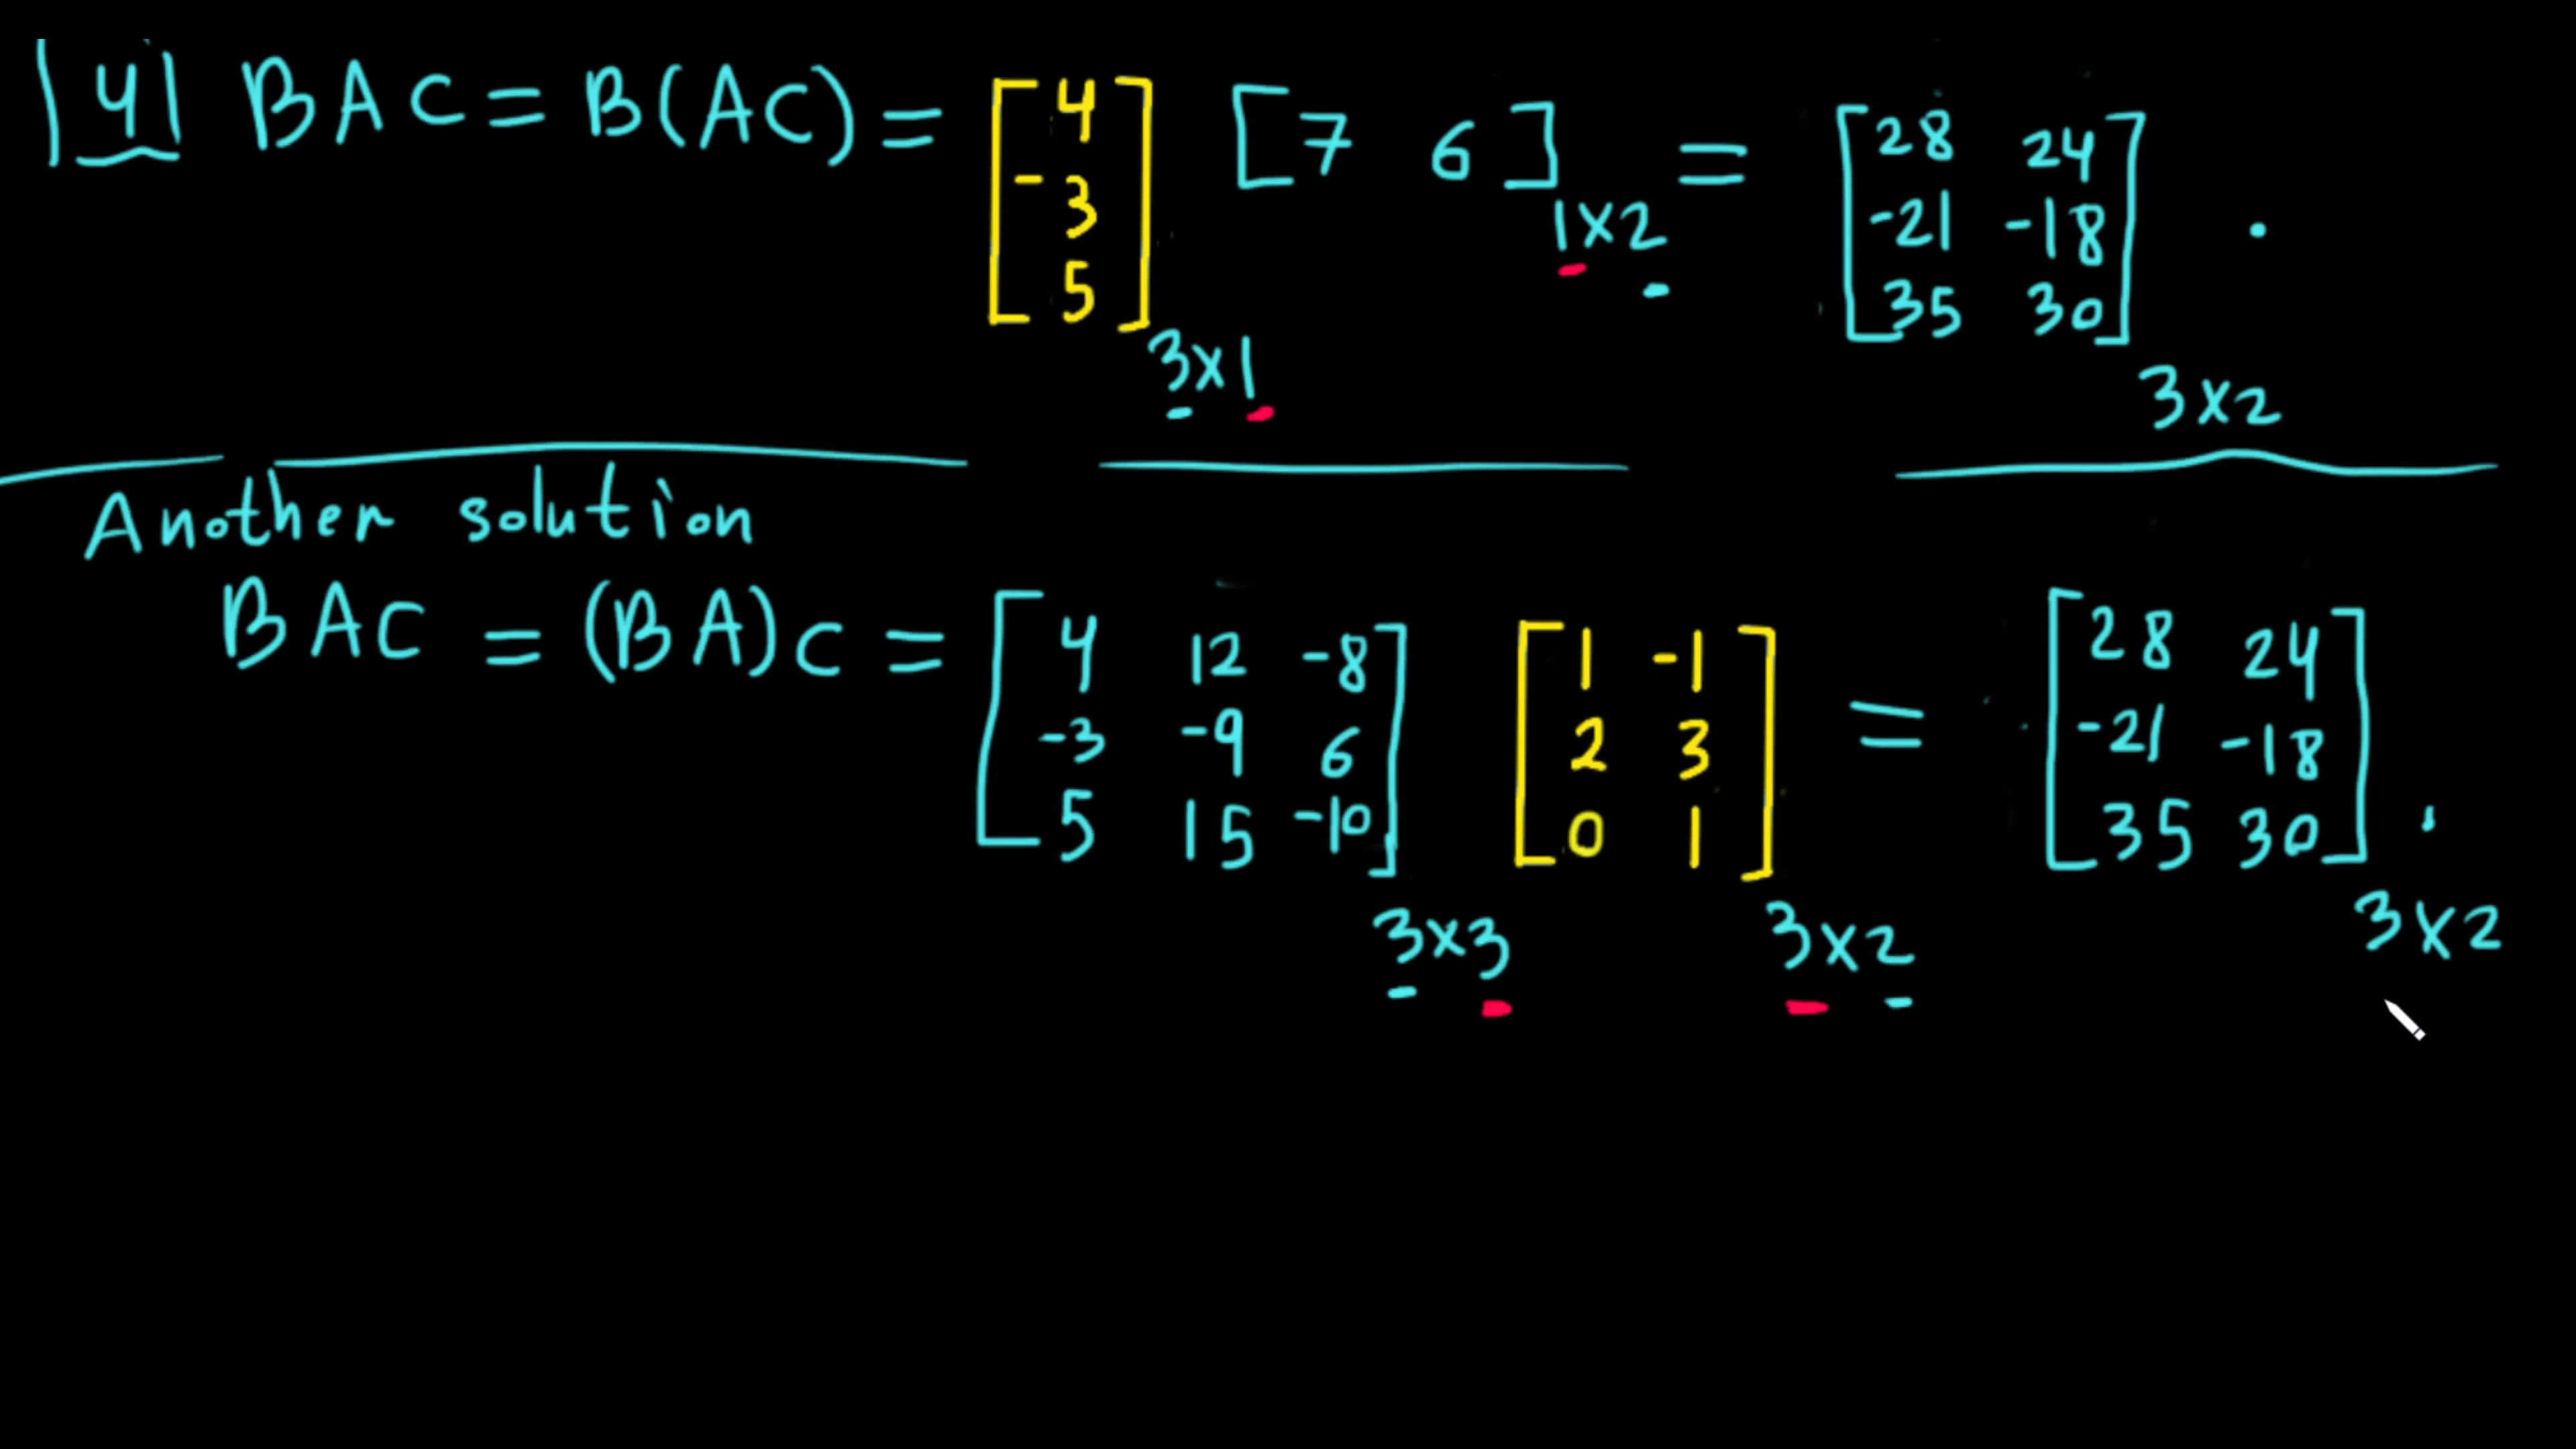 4 BAC = B(AC) = [4 -3 5] 3x1 [7 6] 1x2 = [28 24 -21 -18 35 30] . 3x2
Another solution
BAC = (BA)C = [4 12 -8 -3 -9 6 5 15 -10] 3x3 [1 -1 2 3 0 1] 3x2 = [28 24 -21 -18 35 30] . 3x2